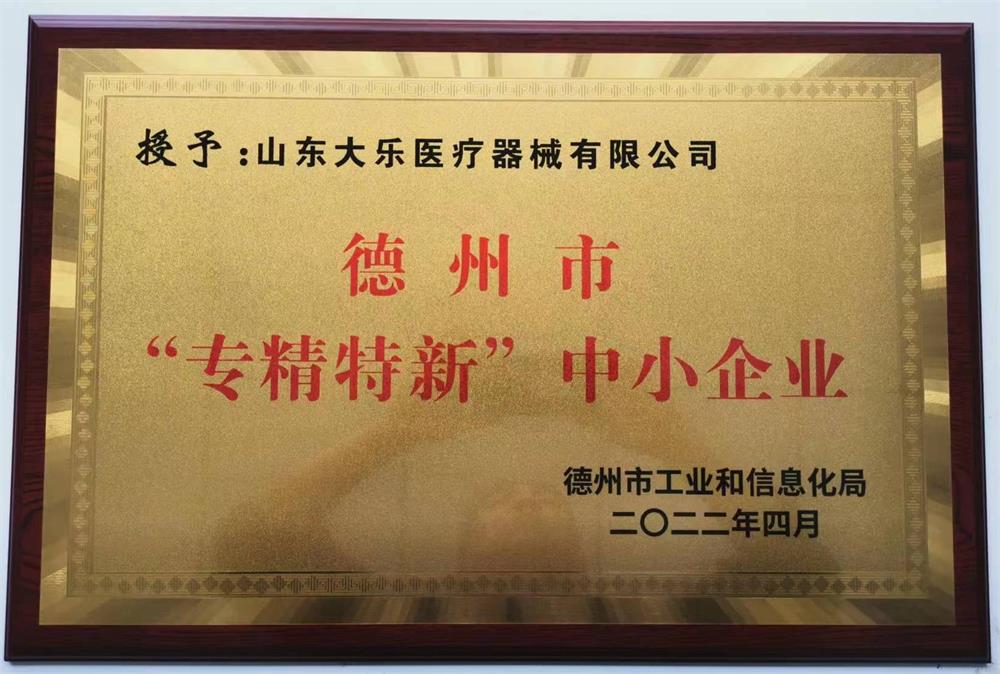 授予:山东大乐医疗器械有限公司
德州市
“专精特新”中小企业
德州市工业和信息化局
二〇二二年四月